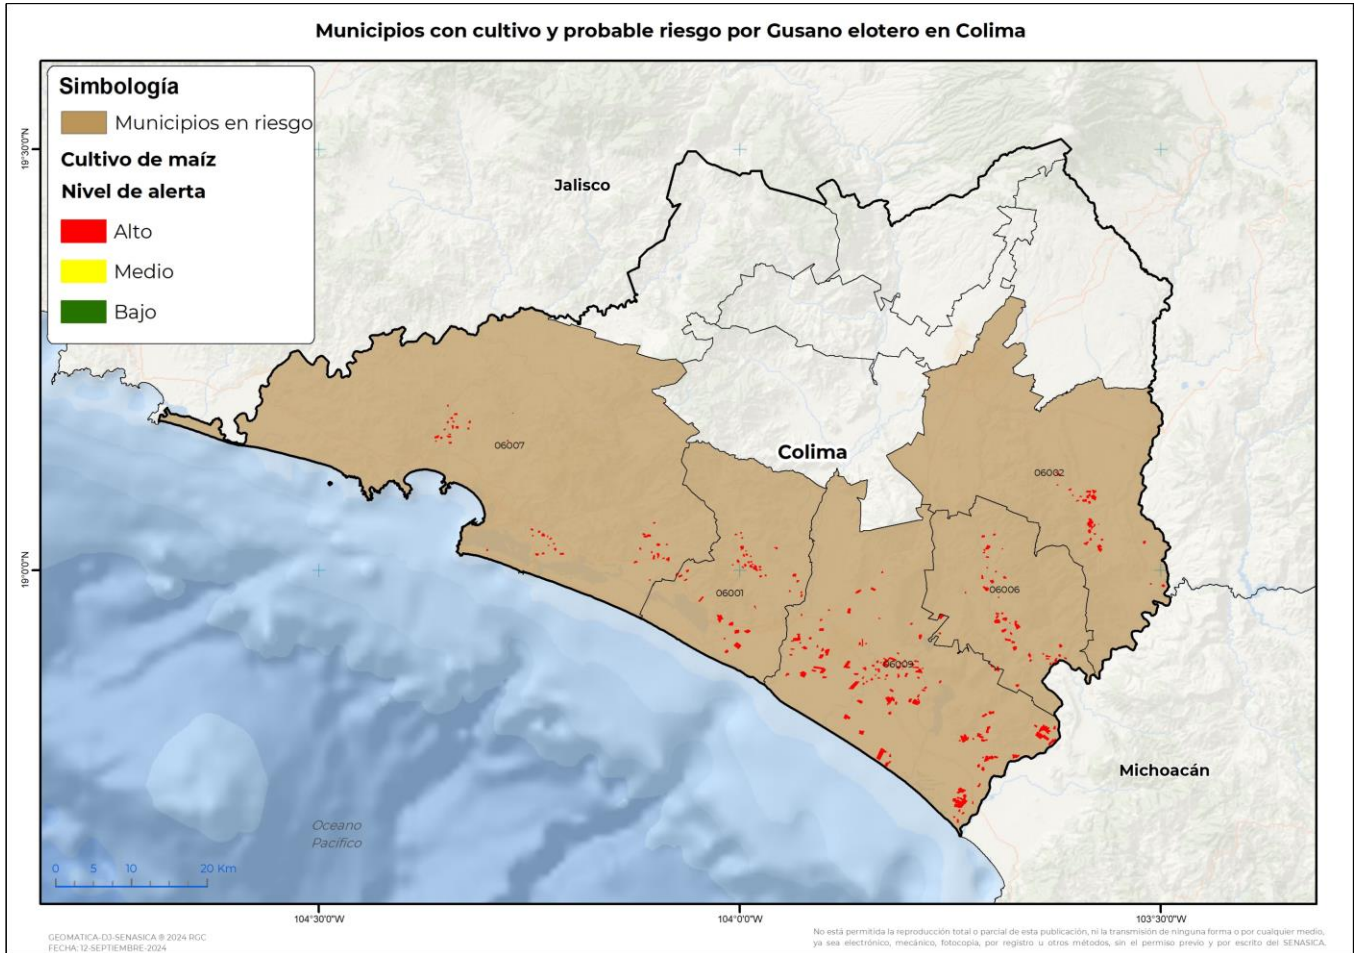 Municipios con cultivo y probable riesgo por Gusano elotero en Colima
Simbología
Municipios en riesgo
Cultivo de maíz
Nivel de alerta
Alto
Medio
Bajo
19°30'0"N
19°0'0"N
Jalisco
Colima
06007
06002
06001
06006
06009
Michoacán
Oceano
Pacífico
0 5 10 20 Km
104°30'0"W
104°0'0"W
103°30'0"W
GEOMATICA-DJ-SENASICA ® 2024 RGC
FECHA: 12-SEPTIEMBRE-2024
No está permitida la reproducción total o parcial de esta publicación, ni la transmisión de ninguna forma o por cualquier medio,
ya sea electrónico, mecánico, fotocopia, por registro u otros métodos, sin el permiso previo y por escrito del SENASICA.